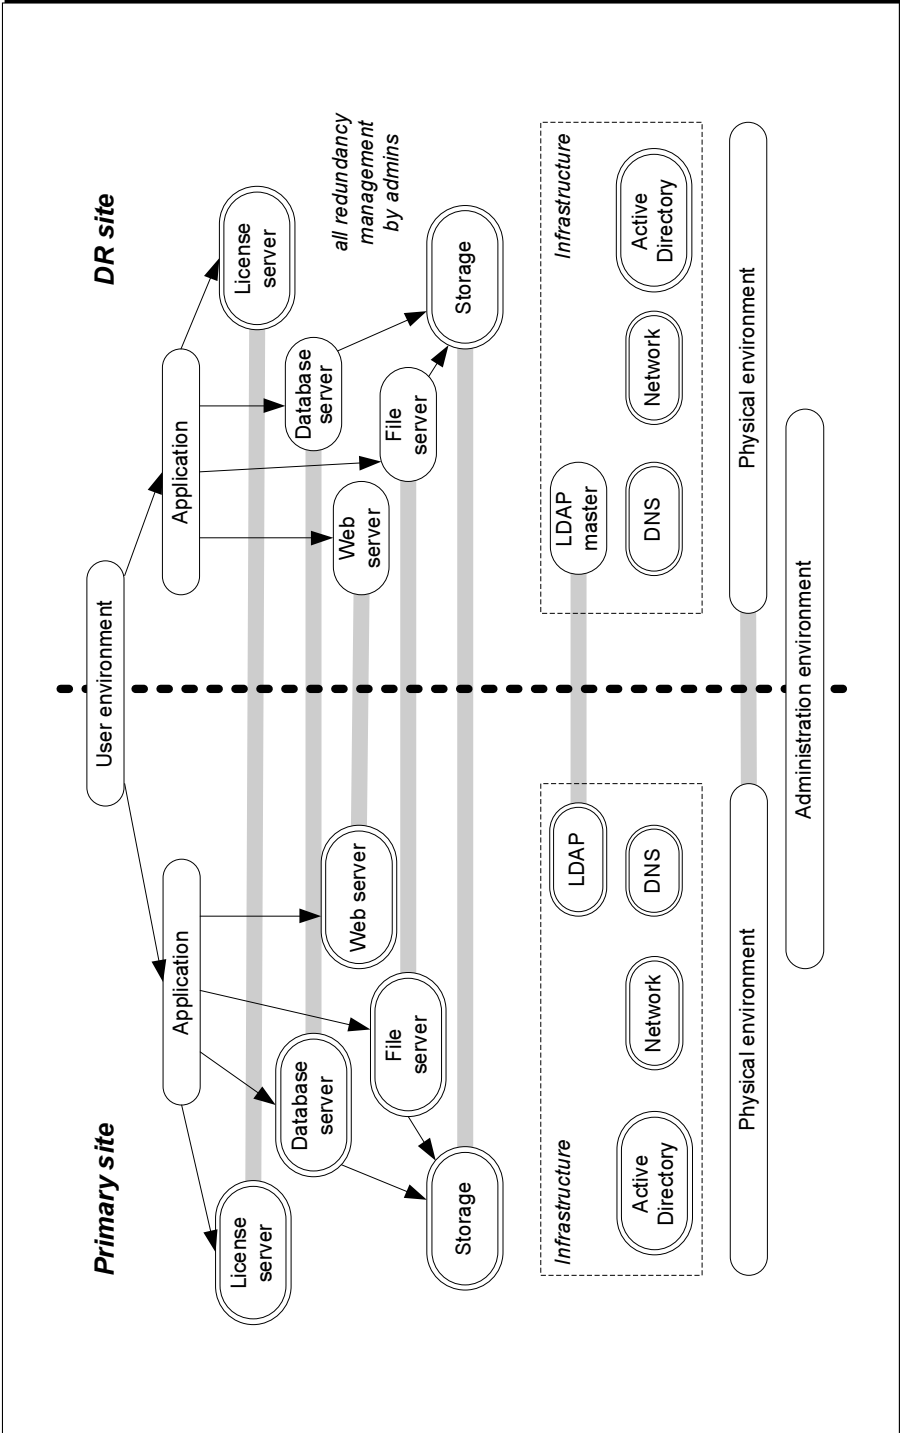 Primary site
DR site
User environment
Application
Application
License
server
Database
server
File
server
Web server
Storage
License
server
Database
server
File
server
Web
server
Storage
all redundancy
management
by admins
Infrastructure
LDAP
Active
Directory
Network
DNS
Infrastructure
LDAP
master
DNS
Network
Active
Directory
Physical environment
Physical environment
Administration environment